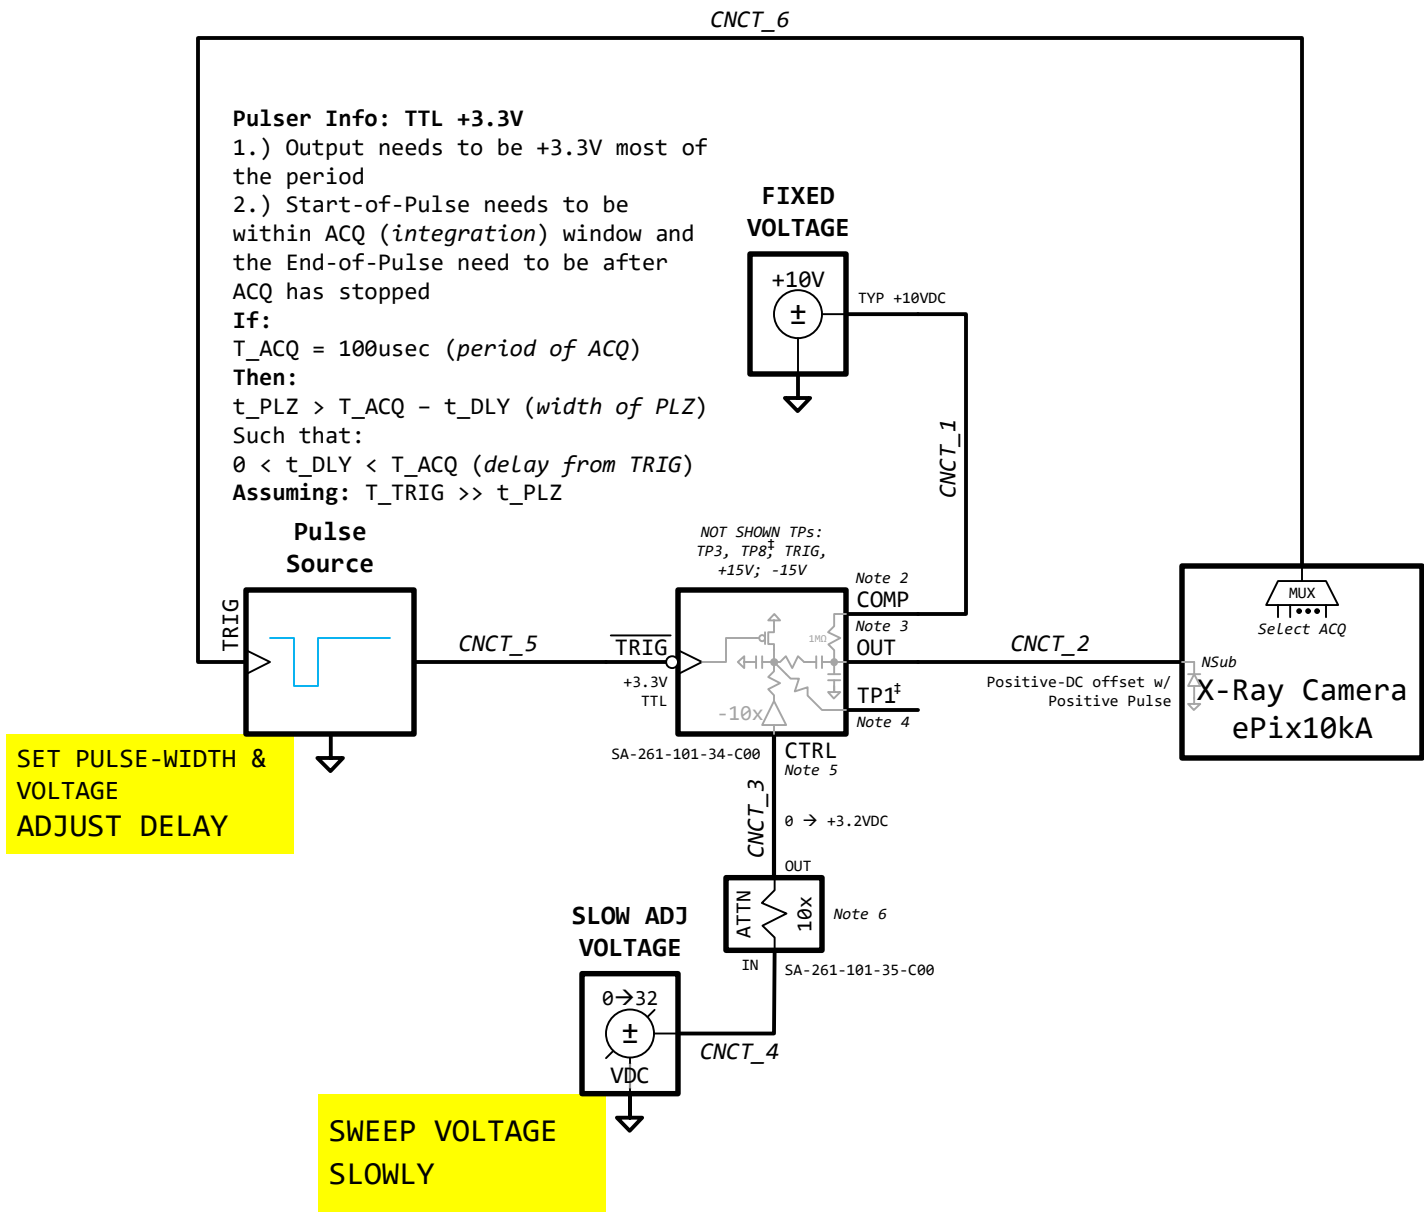 CNCT_6
Pulser Info: TTL +3.3V
1.) Output needs to be +3.3V most of
the period
2.) Start-of-Pulse needs to be
within ACQ (integration) window and
the End-of-Pulse need to be after
ACQ has stopped
If:
T_ACQ = 100usec (period of ACQ)
Then:
t_PLZ > T_ACQ – t_DLY (width of PLZ)
Such that:
0 < t_DLY < T_ACQ (delay from TRIG)
Assuming: T_TRIG >> t_PLZ
FIXED
VOLTAGE
+10V
±
TYP +10VDC
CNCT_1
Pulse
Source
TRIG
CNCT_5
NOT SHOWN TPs:
TP3, TP8‡, TRIG,
+15V; -15V
TRIG
+3.3V
TTL
Note 2
COMP
Note 3
OUT
1MΩ
TP1‡
Note 4
-10x
SA-261-101-34-C00
CTRL
Note 5
CNCT_2
Positive-DC offset w/
Positive Pulse
MUX
Select ACQ
NSub
X-Ray Camera
ePix10kA
SET PULSE-WIDTH &
VOLTAGE
ADJUST DELAY
CNCT_3
0 → +3.2VDC
OUT
ATTN
10x
Note 6
IN
SA-261-101-35-C00
SLOW ADJ
VOLTAGE
0→32
±
VDC
CNCT_4
SWEEP VOLTAGE
SLOWLY